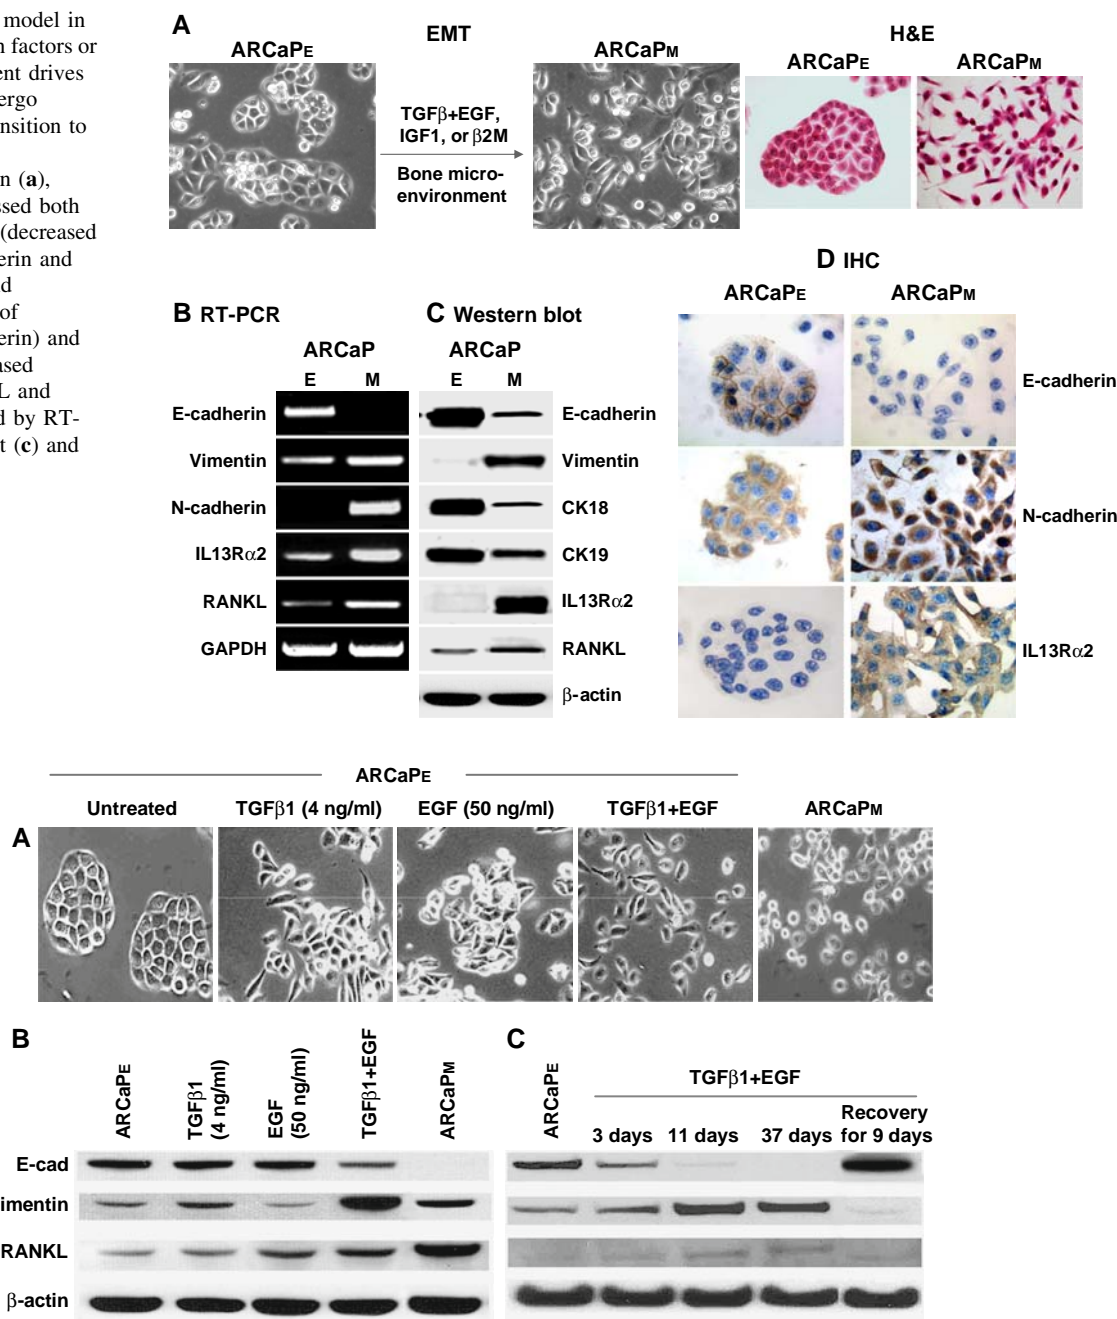 model in
n factors or
ent drives
ergo
nsition to
n (a),
ssed both
(decreased
erin and
d
of
erin) and
ased
L and
d by RT-
t (c) and
A
EMT
H&E
ARCaPE
ARCaPM
ARCaPE
ARCaPM
TGFβ+EGF,
IGF1, or β2M
Bone micro-
environment
B RT-PCR
ARCaP
E M
E-cadherin
Vimentin
N-cadherin
IL13Rα2
RANKL
GAPDH
C Western blot
ARCaP
E M
E-cadherin
Vimentin
CK18
CK19
IL13Rα2
RANKL
β-actin
D IHC
ARCaPE
ARCaPM
E-cadherin
N-cadherin
IL13Rα2
ARCaPE
Untreated
TGFβ1 (4 ng/ml)
EGF (50 ng/ml)
TGFβ1+EGF
ARCaPM
A
B
ARCaPE
TGFβ1
(4 ng/ml)
EGF
(50 ng/ml)
TGFβ1+EGF
ARCaPM
E-cad
imentin
RANKL
β-actin
C
ARCaPE
TGFβ1+EGF
3 days
11 days
37 days
Recovery
for 9 days